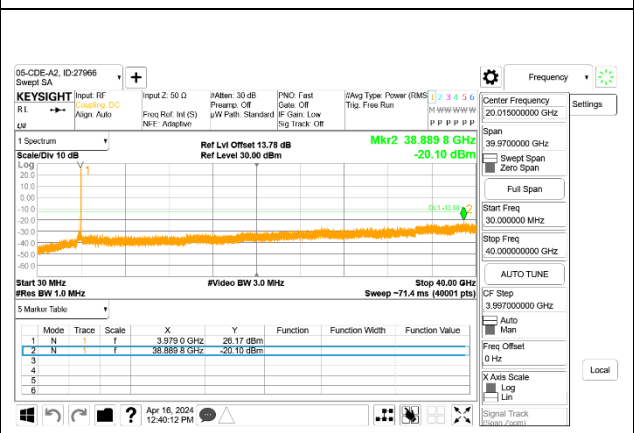 05-CDE-A2, ID:27966
Swept SA
Frequency
KEYSIGHT
RL
Input: RF
Coupling: DC
Align: Auto
Input Z: 50 Ω
Freq Ref: Int (S)
NFE: Adaptive
#Atten: 30 dB
Preamp: Off
µW Path: Standard
PNO: Fast
Gate: Off
IF Gain: Low
Sig Track: Off
#Avg Type: Power (RMS
Trig: Free Run
1 2 3 4 5 6
M W W W W W
P P P P P P
Settings
Center Frequency
20.015000000 GHz
Span
39.9700000 GHz
Swept Span
Zero Span
Full Span
Start Freq
30.000000 MHz
Stop Freq
40.000000000 GHz
AUTO TUNE
CF Step
3.997000000 GHz
Auto
Man
Freq Offset
0 Hz
X Axis Scale
Log
Lin
Signal Track
(Span Zoom)
Local
1 Spectrum
Scale/Div 10 dB
Ref Lvl Offset 13.78 dB
Ref Level 30.00 dBm
Mkr2 38.889 8 GHz
-20.10 dBm
Log
20.0
10.0
0.0
-10.0
-20.0
-30.0
-40.0
-50.0
-60.0
1
2
Start 30 MHz
#Res BW 1.0 MHz
#Video BW 3.0 MHz
Stop 40.00 GHz
Sweep ~71.4 ms (40001 pts)
5 Marker Table
Mode Trace Scale X Y Function Function Width Function Value
1 N 1 f 3.979 0 GHz 26.17 dBm
2 N 1 f 38.889 8 GHz -20.10 dBm
3
4
5
6
?
Apr 16, 2024
12:40:12 PM